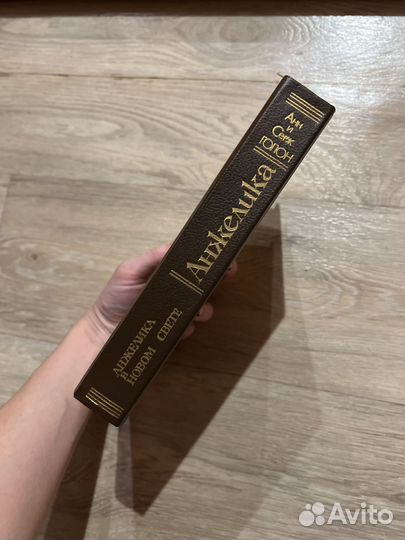 Анн
и
Серж
ГОЛОН
Анжелика
АНЖЕЛИКА
В
НОВОМ СВЕТЕ
Avito